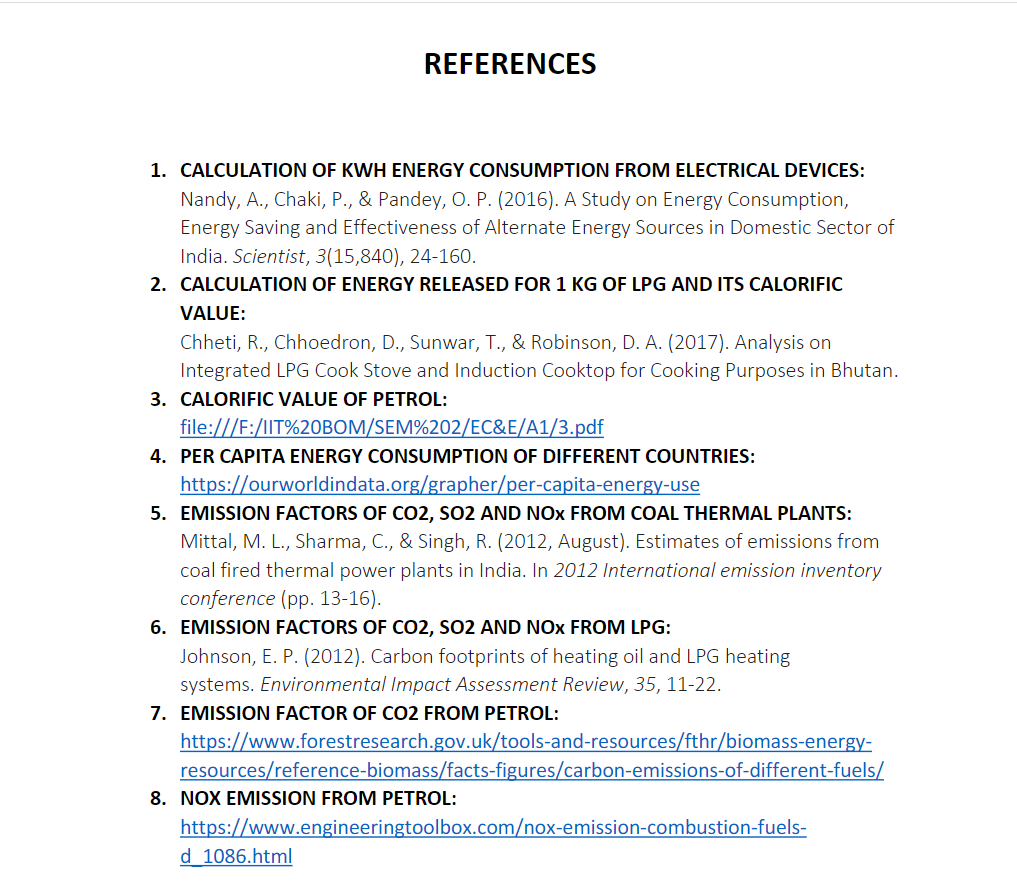 REFERENCES
1. CALCULATION OF KWH ENERGY CONSUMPTION FROM ELECTRICAL DEVICES:
Nandy, A., Chaki, P., & Pandey, O. P. (2016). A Study on Energy Consumption,
Energy Saving and Effectiveness of Alternate Energy Sources in Domestic Sector of
India. Scientist, 3(15,840), 24-160.
2. CALCULATION OF ENERGY RELEASED FOR 1 KG OF LPG AND ITS CALORIFIC
VALUE:
Chheti, R., Chhoedron, D., Sunwar, T., & Robinson, D. A. (2017). Analysis on
Integrated LPG Cook Stove and Induction Cooktop for Cooking Purposes in Bhutan.
3. CALORIFIC VALUE OF PETROL:
file:///F:/IIT%20BOM/SEM%202/EC&E/A1/3.pdf
4. PER CAPITA ENERGY CONSUMPTION OF DIFFERENT COUNTRIES:
https://ourworldindata.org/grapher/per-capita-energy-use
5. EMISSION FACTORS OF CO2, SO2 AND NOx FROM COAL THERMAL PLANTS:
Mittal, M. L., Sharma, C., & Singh, R. (2012, August). Estimates of emissions from
coal fired thermal power plants in India. In 2012 International emission inventory
conference (pp. 13-16).
6. EMISSION FACTORS OF CO2, SO2 AND NOx FROM LPG:
Johnson, E. P. (2012). Carbon footprints of heating oil and LPG heating
systems. Environmental Impact Assessment Review, 35, 11-22.
7. EMISSION FACTOR OF CO2 FROM PETROL:
https://www.forestresearch.gov.uk/tools-and-resources/fthr/biomass-energy-
resources/reference-biomass/facts-figures/carbon-emissions-of-different-fuels/
8. NOX EMISSION FROM PETROL:
https://www.engineeringtoolbox.com/nox-emission-combustion-fuels-
d_1086.html